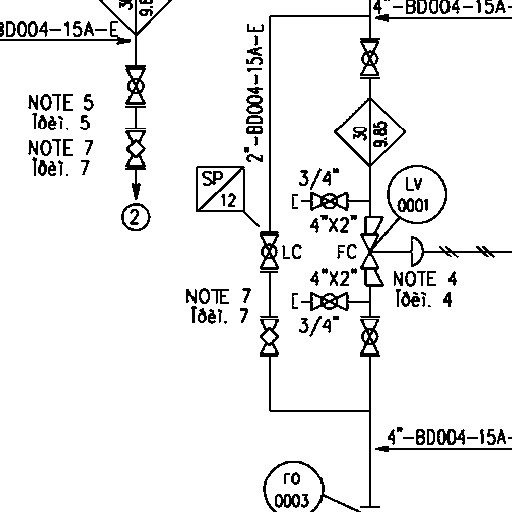 4"-BD004-15A-
30
9.8
BD004-15A-E
2"-BD004-15A-E
NOTE 5
Ïðèì. 5
NOTE 7
Ïðèì. 7
2
30
9.85
SP
12
3/4"
LV
0001
4"X2"
LC
FC
4"X2"
NOTE 4
Ïðèì. 4
NOTE 7
Ïðèì. 7
3/4"
4"-BD004-15A-
ГО
0003